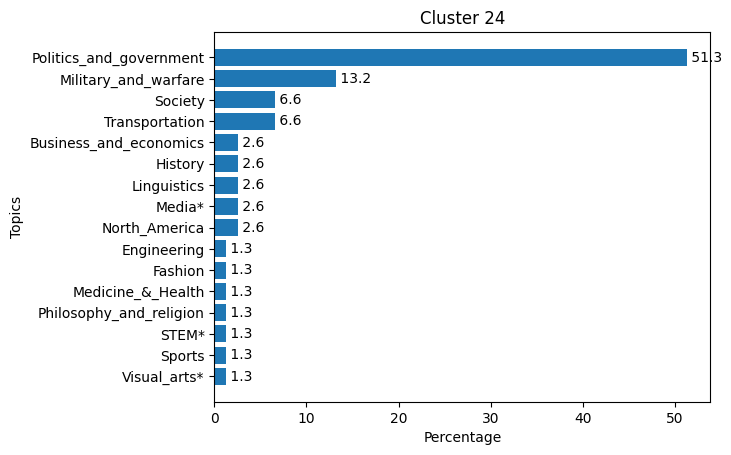 Cluster 24
Politics_and_government 51.3
Military_and_warfare 13.2
Society 6.6
Transportation 6.6
Business_and_economics 2.6
History 2.6
Linguistics 2.6
Media* 2.6
North_America 2.6
Engineering 1.3
Fashion 1.3
Medicine_&_Health 1.3
Philosophy_and_religion 1.3
STEM* 1.3
Sports 1.3
Visual_arts* 1.3
Topics
0 10 20 30 40 50
Percentage